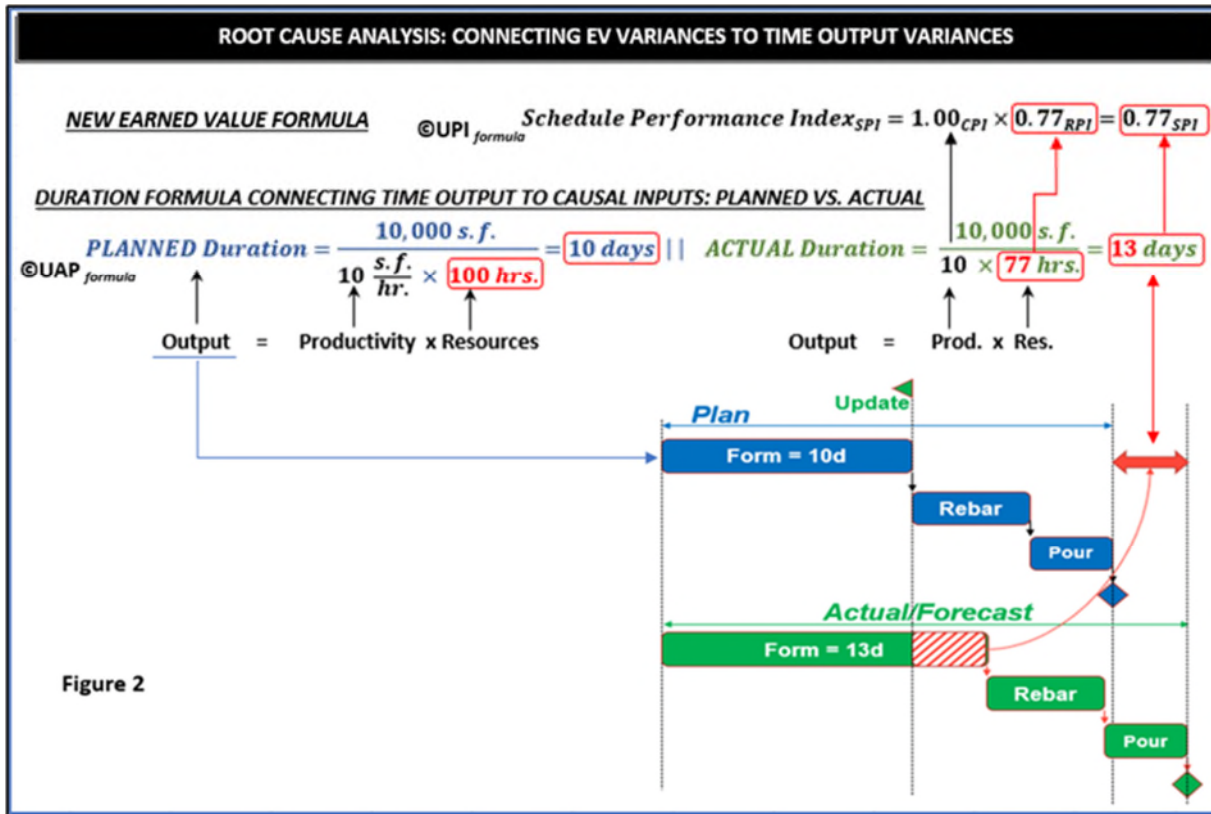 ROOT CAUSE ANALYSIS: CONNECTING EV VARIANCES TO TIME OUTPUT VARIANCES
NEW EARNED VALUE FORMULA ©UPI formula Schedule Performance Index SPI = 1.00 CPI × 0.77 RPI = 0.77 SPI
DURATION FORMULA CONNECTING TIME OUTPUT TO CAUSAL INPUTS: PLANNED VS. ACTUAL
©UAP formula PLANNED Duration = 10,000 s.f. / 10 s.f./hr. × 100 hrs. = 10 days || ACTUAL Duration = 10,000 s.f. / 10 × 77 hrs. = 13 days
Output = Productivity x Resources Output = Prod. x Res.
Update
Plan
Form = 10d
Rebar
Pour
Actual/Forecast
Form = 13d
Figure 2
Rebar
Pour